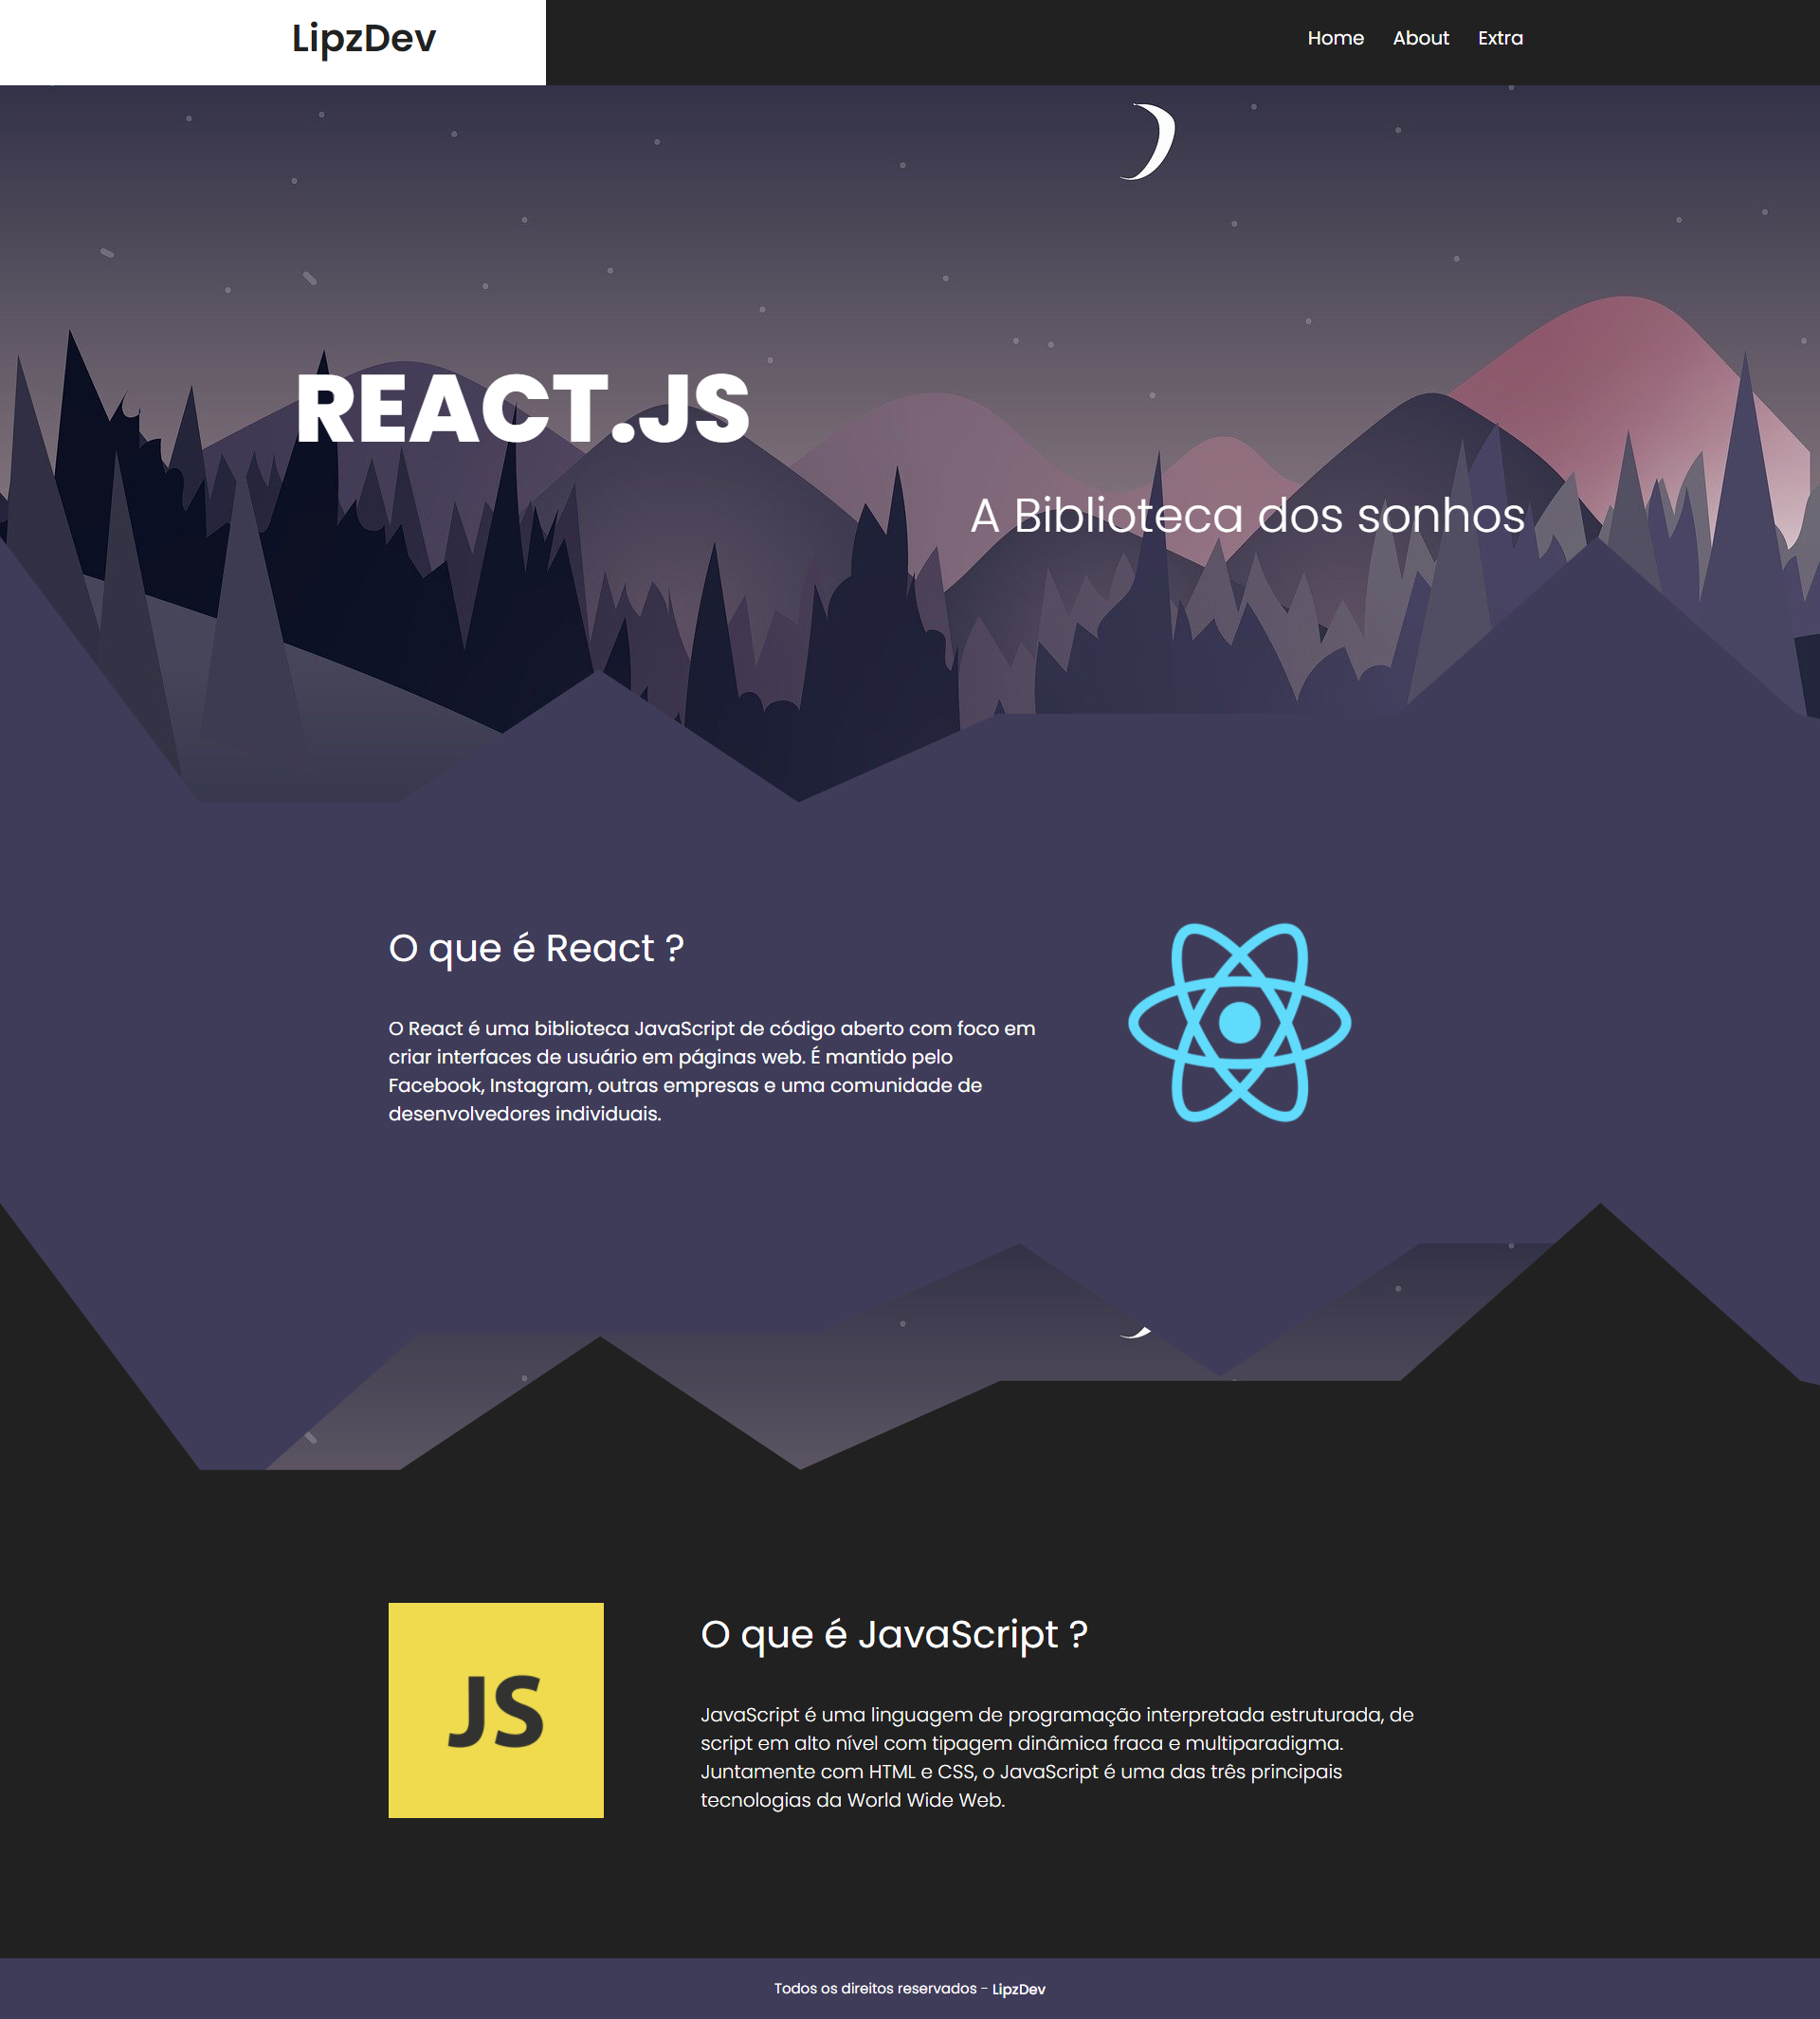 LipzDev
Home About Extra
REACT.JS
A Biblioteca dos sonhos
O que é React ?
O React é uma biblioteca JavaScript de código aberto com foco em
criar interfaces de usuário em páginas web. É mantido pelo
Facebook, Instagram, outras empresas e uma comunidade de
desenvolvedores individuais.
JS
O que é JavaScript ?
JavaScript é uma linguagem de programação interpretada estruturada, de
script em alto nível com tipagem dinâmica fraca e multiparadigma.
Juntamente com HTML e CSS, o JavaScript é uma das três principais
tecnologias da World Wide Web.
Todos os direitos reservados - LipzDev